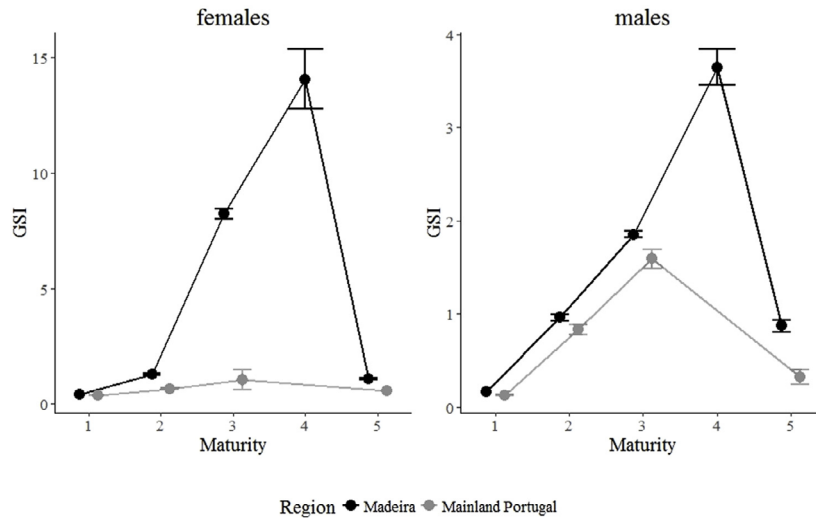 females
males
15
10
5
0
GSI
1 2 3 4 5
Maturity
4
3
2
1
0
GSI
1 2 3 4 5
Maturity
Region Madeira Mainland Portugal